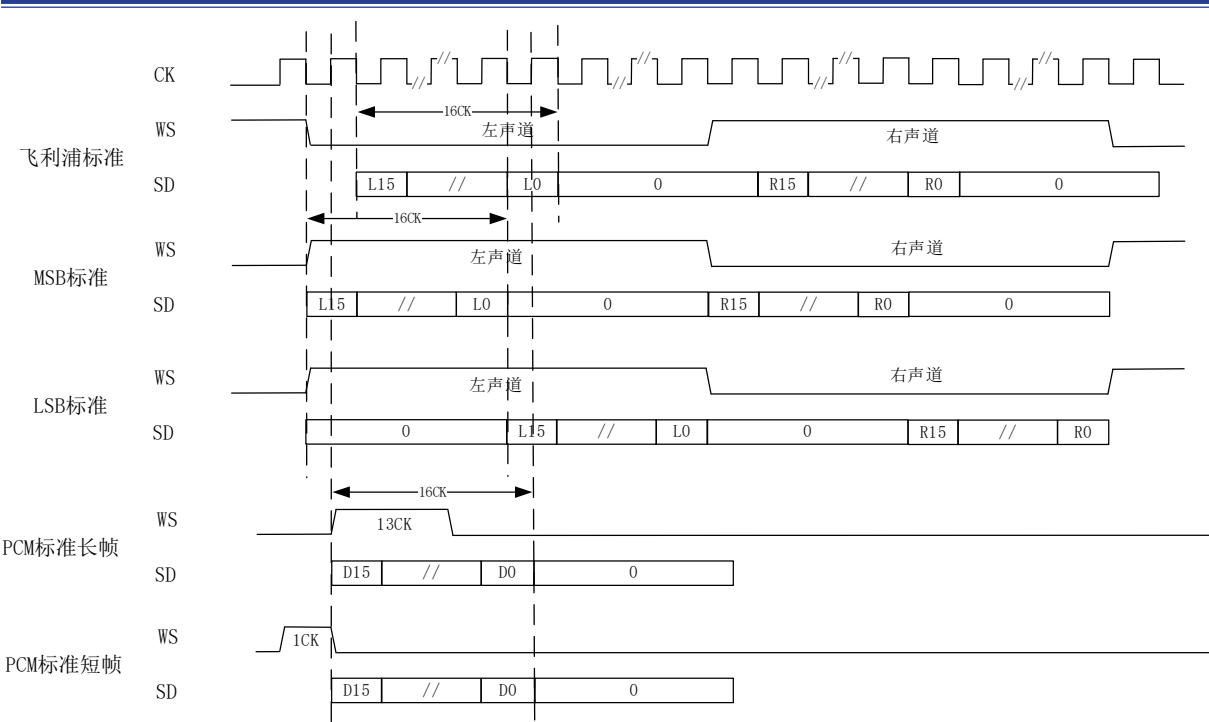 CK // // // // // // //
16CK
WS 左声道 右声道
飞利浦标准
SD L15 // L0 0 R15 // R0 0
16CK
WS 左声道 右声道
MSB标准
SD L15 // L0 0 R15 // R0 0
WS 左声道 右声道
LSB标准
SD 0 L15 // L0 0 R15 // R0
16CK
WS 13CK
PCM标准长帧
SD D15 // D0 0
WS 1CK
PCM标准短帧
SD D15 // D0 0